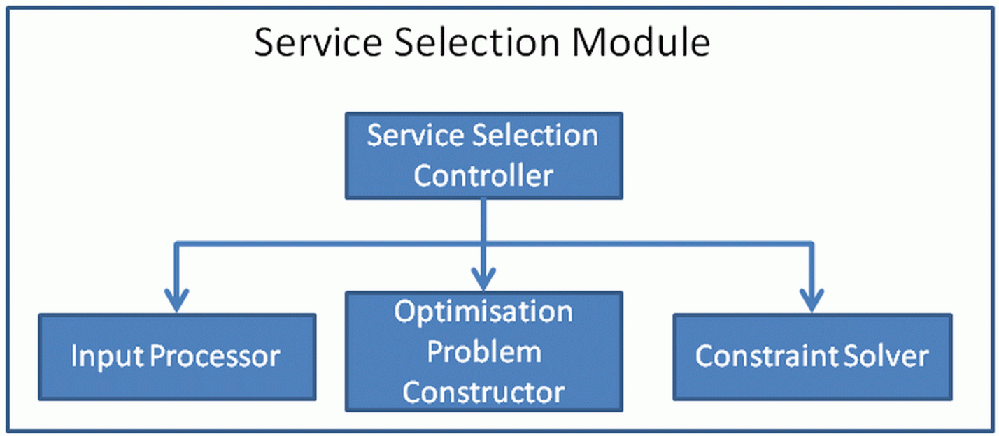 Service Selection Module
Service Selection
Controller
Input Processor
Optimisation
Problem
Constructor
Constraint Solver